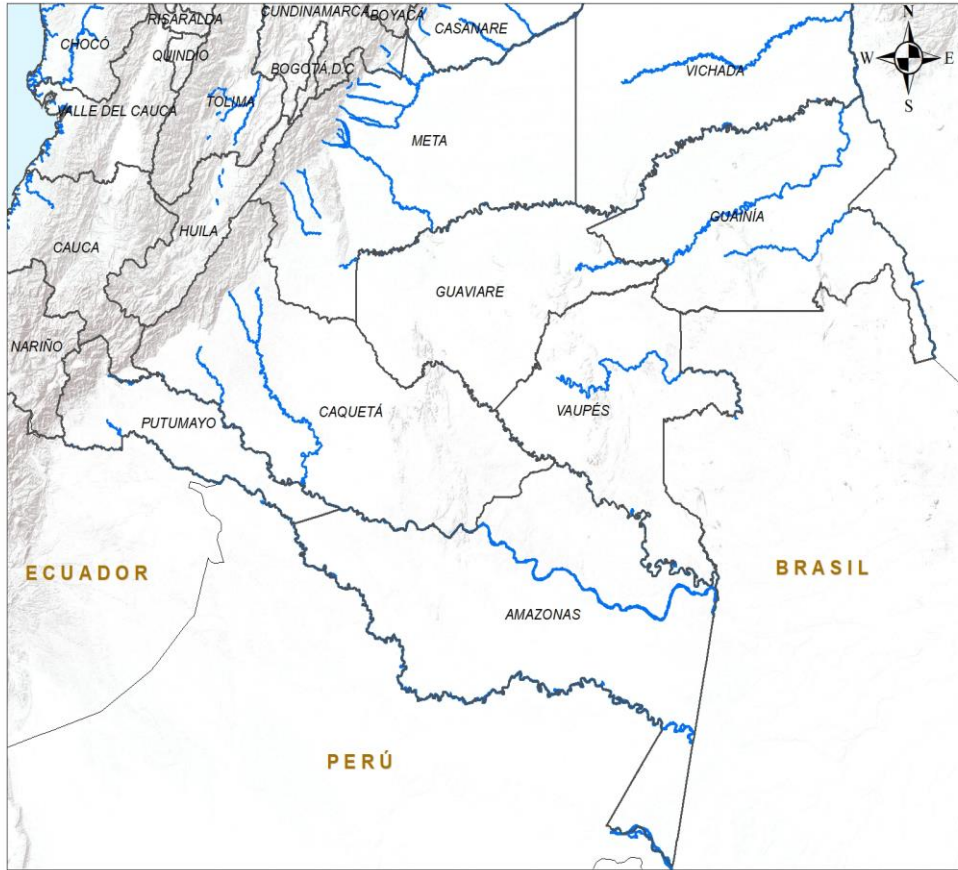 CUNDINAMARCA
BOYACÁ
RISARALDA
CASANARE
N
CHOCÓ
QUINDÍO
BOGOTÁ D.C
W
E
VICHADA
S
TOLIMA
VALLE DEL CAUCA
META
GUAINÍA
HUILA
CAUCA
GUAVIARE
NARIÑO
CAQUETÁ
VAUPÉS
PUTUMAYO
ECUADOR
BRASIL
AMAZONAS
PERÚ